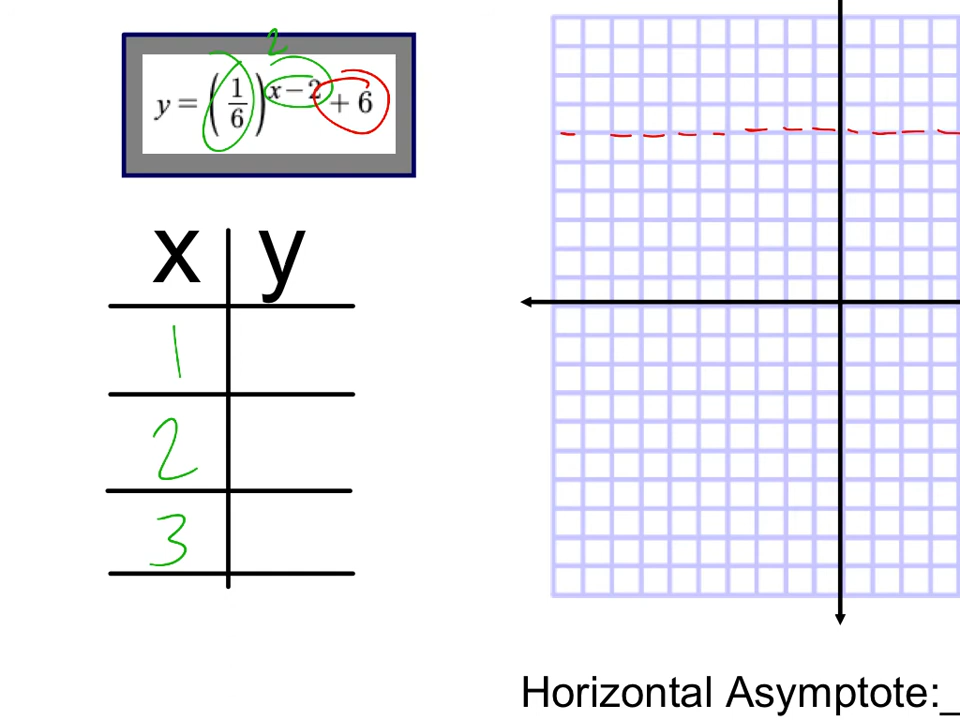 2
y = (1/6)^(x−2) + 6
x y
1
2
3
Horizontal Asymptote:_